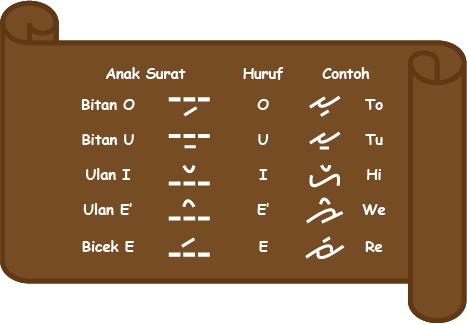 Anak Surat Huruf Contoh
Bitan O O To
Bitan U U Tu
Ulan I I Hi
Ulan E' E' We
Bicek E E Re